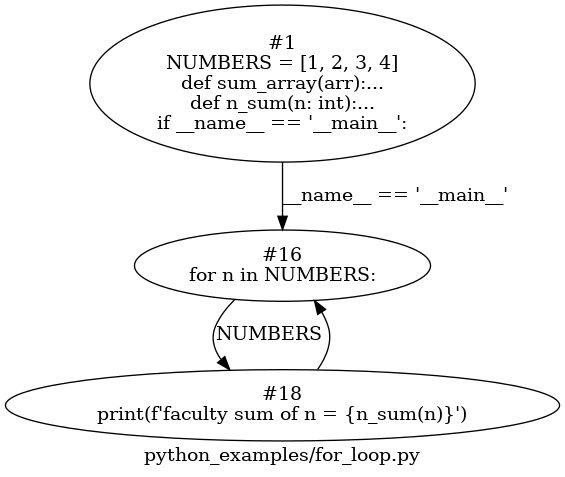 #1
NUMBERS = [1, 2, 3, 4]
def sum_array(arr):...
def n_sum(n: int):...
if __name__ == '__main__':
__name__ == '__main__'
#16
for n in NUMBERS:
NUMBERS
#18
print(f'faculty sum of n = {n_sum(n)}')
python_examples/for_loop.py